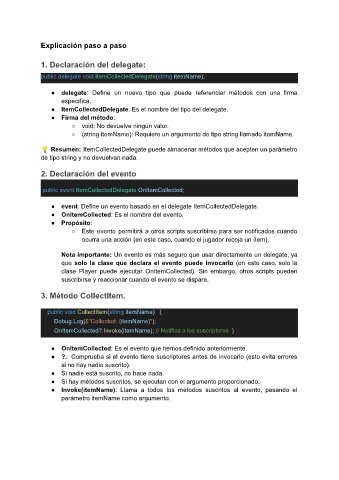 Explicación paso a paso
1. Declaración del delegate:
public delegate void ItemCollectedDelegate(string itemName);
● delegate: Define un nuevo tipo que puede referenciar métodos con una firma
específica.
● ItemCollectedDelegate: Es el nombre del tipo del delegate.
● Firma del método:
○ void: No devuelve ningún valor.
○ (string itemName): Requiere un argumento de tipo string llamado itemName.
💡 Resumen: ItemCollectedDelegate puede almacenar métodos que acepten un parámetro
de tipo string y no devuelvan nada.
2. Declaración del evento
public event ItemCollectedDelegate OnItemCollected;
● event: Define un evento basado en el delegate ItemCollectedDelegate.
● OnItemCollected: Es el nombre del evento.
● Propósito:
○ Este evento permitirá a otros scripts suscribirse para ser notificados cuando
ocurra una acción (en este caso, cuando el jugador recoja un ítem).
Nota importante: Un evento es más seguro que usar directamente un delegate, ya
que solo la clase que declara el evento puede invocarlo (en este caso, solo la
clase Player puede ejecutar OnItemCollected). Sin embargo, otros scripts pueden
suscribirse y reaccionar cuando el evento se dispare.
3. Método CollectItem.
public void CollectItem(string itemName) {
Debug.Log($"Collected: {itemName}");
OnItemCollected?.Invoke(itemName); // Notifica a los suscriptores }
● OnItemCollected: Es el evento que hemos definido anteriormente.
● ?.: Comprueba si el evento tiene suscriptores antes de invocarlo (esto evita errores
si no hay nadie suscrito).
● Si nadie está suscrito, no hace nada.
● Si hay métodos suscritos, se ejecutan con el argumento proporcionado.
● Invoke(itemName): Llama a todos los métodos suscritos al evento, pasando el
parámetro itemName como argumento.